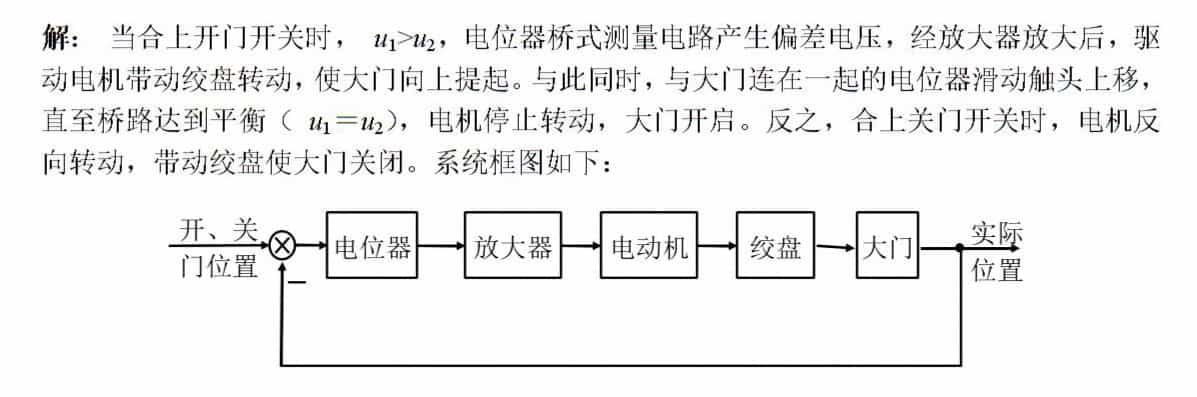 解： 当合上开门开关时， u₁>u₂，电位器桥式测量电路产生偏差电压，经放大器放大后，驱
动电机带动绞盘转动，使大门向上提起。与此同时，与大门连在一起的电位器滑动触头上移，
直至桥路达到平衡（ u₁＝u₂），电机停止转动，大门开启。反之，合上关门开关时，电机反
向转动，带动绞盘使大门关闭。系统框图如下：
开、关
门位置
电位器
放大器
电动机
绞盘
大门
实际
位置
－